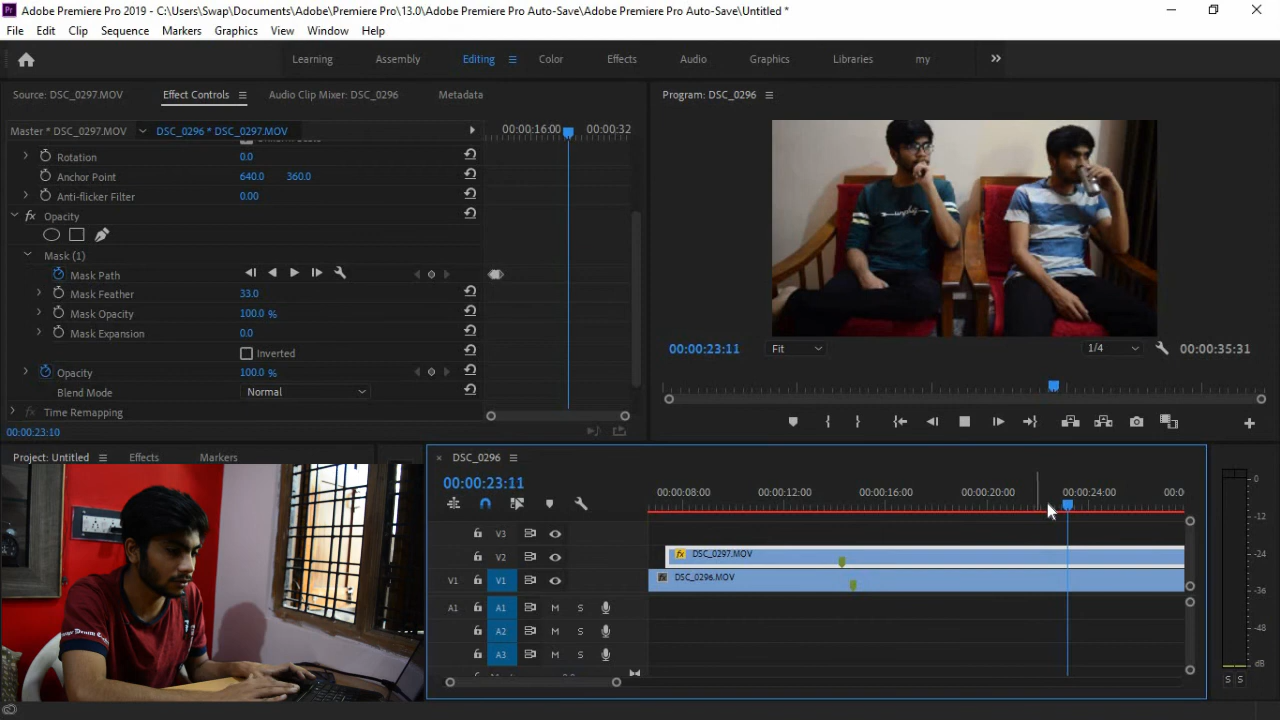 Adobe Premiere Pro 2019 - C:\Users\Swap\Documents\Adobe\Premiere Pro\13.0\Adobe Premiere Pro Auto-Save\Adobe Premiere Pro Auto-Save\Untitled *
File Edit Clip Sequence Markers Graphics View Window Help
Learning Assembly Editing Color Effects Audio Graphics Libraries my
Source: DSC_0297.MOV Effect Controls Audio Clip Mixer: DSC_0296 Metadata
Program: DSC_0296
Master * DSC_0297.MOV DSC_0296 * DSC_0297.MOV 00:00:16:00 00:00:32
Rotation 0.0
Anchor Point 640.0 360.0
Anti-flicker Filter 0.00
fx Opacity
Mask (1)
Mask Path
Mask Feather 33.0
Mask Opacity 100.0 %
Mask Expansion 0.0
Inverted
Opacity 100.0 %
Blend Mode Normal
fx Time Remapping
00:00:23:10
00:00:23:11 Fit 1/4 00:00:35:31
Project: Untitled Effects Markers
DSC_0296
00:00:23:11
00:00:08:00 00:00:12:00 00:00:16:00 00:00:20:00 00:00:24:00 00:0
V3
V2 fx DSC_0297.MOV
V1 V1 DSC_0296.MOV
A1 A1 M S
A2 M S
A3 M S
0
-12
-24
-36
-48
dB
S S